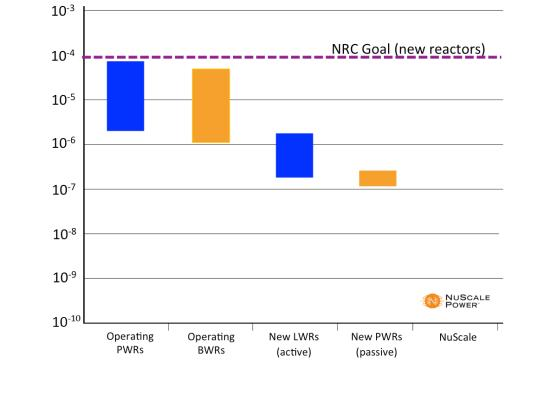 10-3
NRC Goal (new reactors)
10-4
10-5
10-6
10-7
10-8
10-9
NUSCALE
POWER
10-10
Operating
PWRs
Operating
BWRs
New LWRs
(active)
New PWRs
(passive)
NuScale